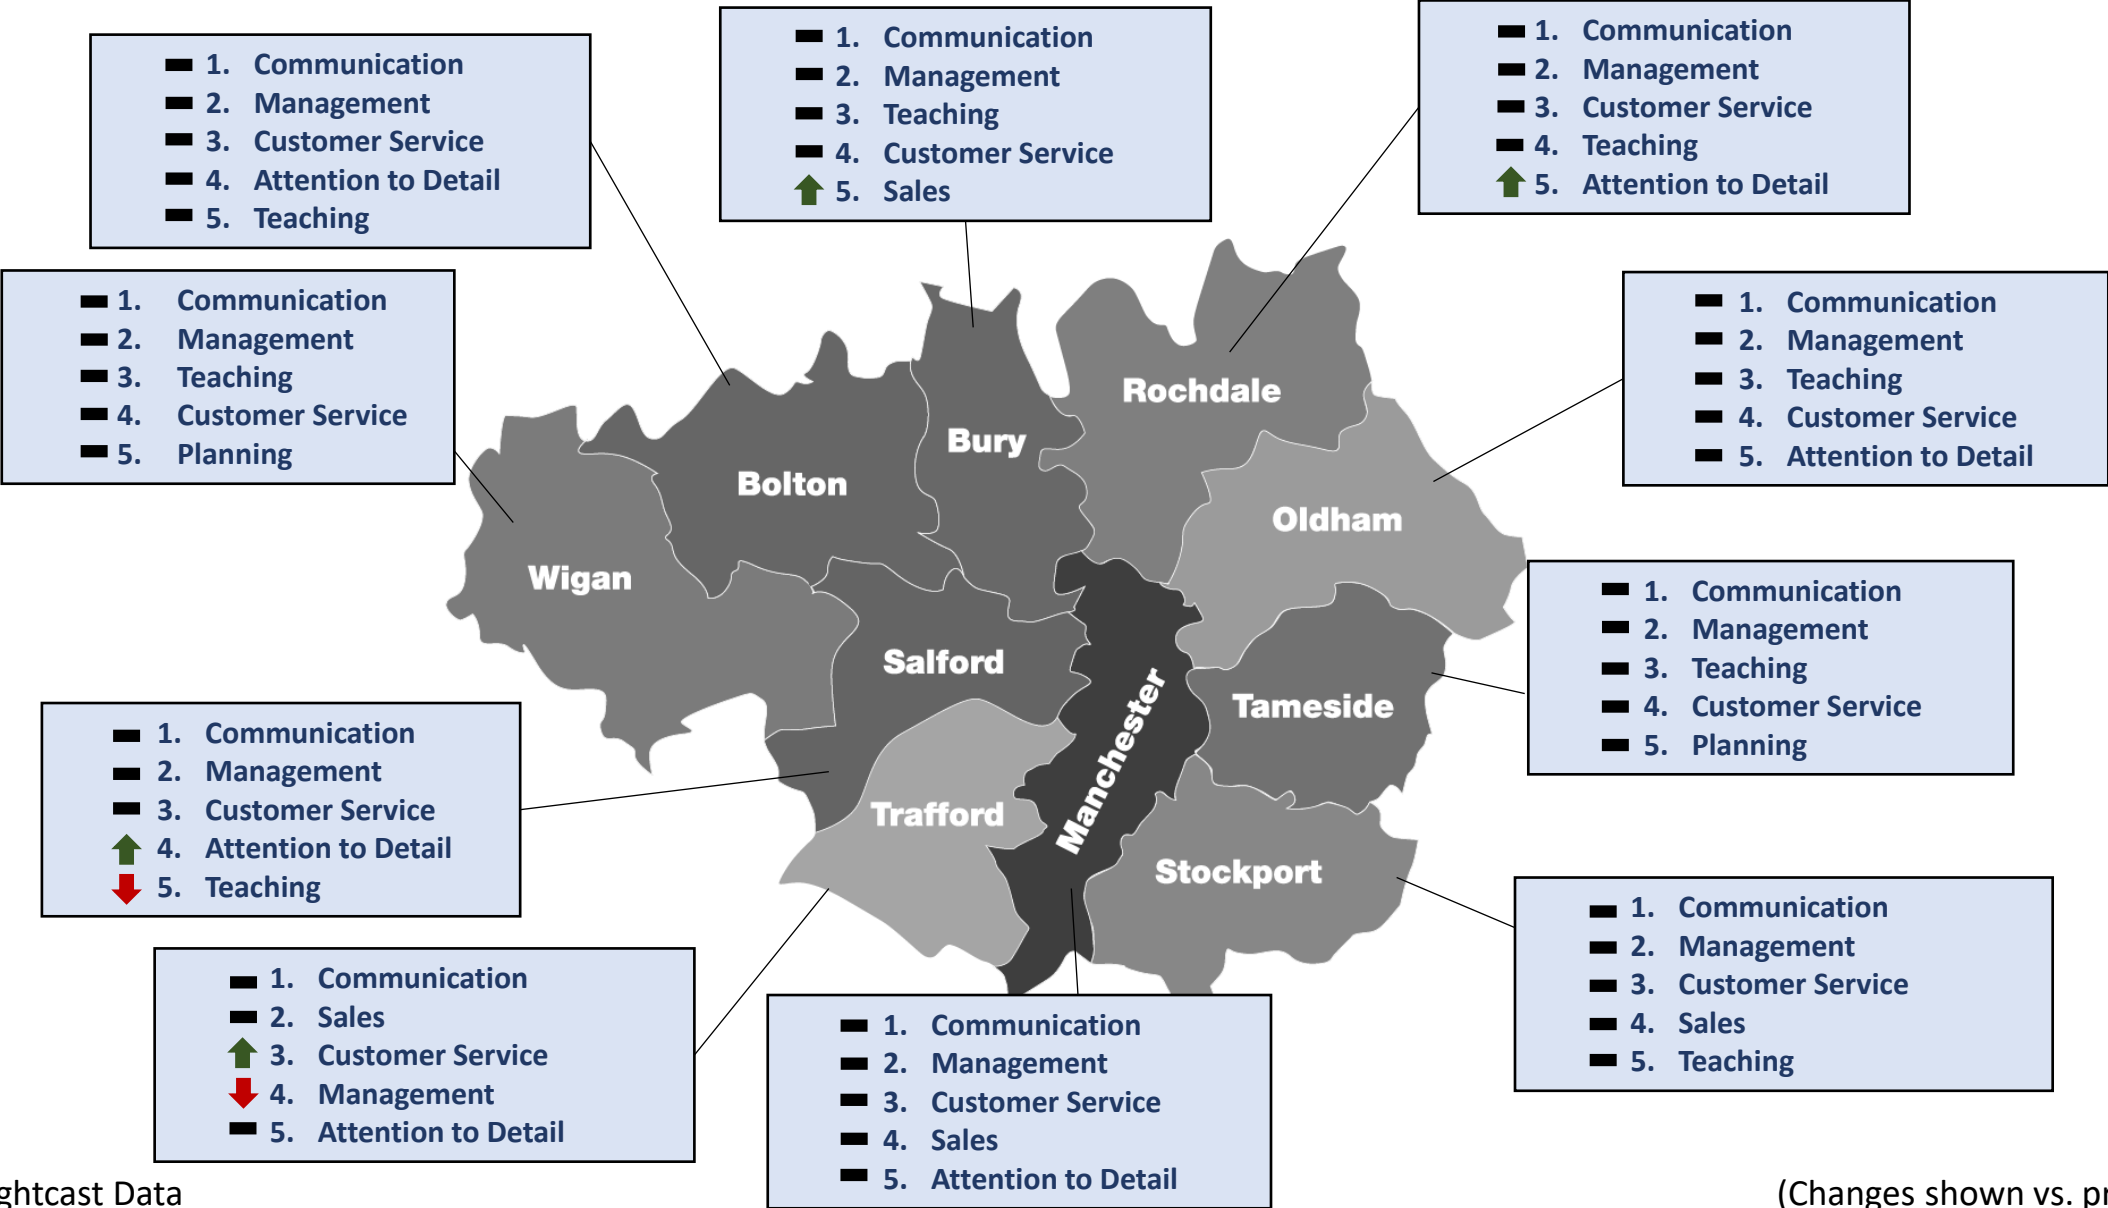 1. Communication
2. Management
3. Customer Service
4. Attention to Detail
5. Teaching
1. Communication
2. Management
3. Teaching
4. Customer Service
5. Sales
1. Communication
2. Management
3. Customer Service
4. Teaching
5. Attention to Detail
1. Communication
2. Management
3. Teaching
4. Customer Service
5. Planning
1. Communication
2. Management
3. Teaching
4. Customer Service
5. Attention to Detail
Rochdale
Bury
Bolton
Oldham
Wigan
Salford
Tameside
Manchester
Trafford
Stockport
1. Communication
2. Management
3. Teaching
4. Customer Service
5. Planning
1. Communication
2. Management
3. Customer Service
4. Attention to Detail
5. Teaching
1. Communication
2. Management
3. Customer Service
4. Sales
5. Teaching
1. Communication
2. Sales
3. Customer Service
4. Management
5. Attention to Detail
1. Communication
2. Management
3. Customer Service
4. Sales
5. Attention to Detail
ghtcast Data
(Changes shown vs. pr